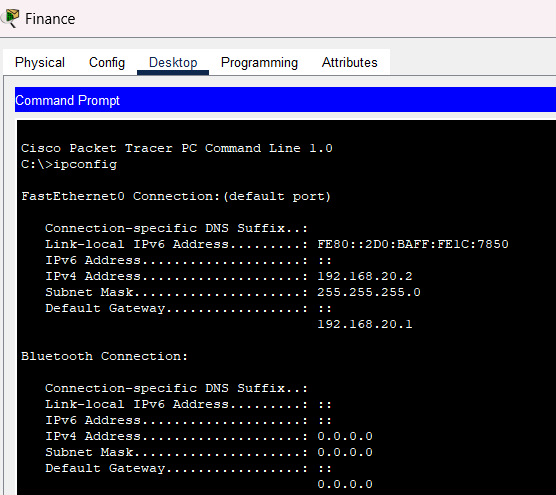 Finance
Physical Config Desktop Programming Attributes
Command Prompt
Cisco Packet Tracer PC Command Line 1.0
C:\>ipconfig
FastEthernet0 Connection:(default port)
Connection-specific DNS Suffix..:
Link-local IPv6 Address.........: FE80::2D0:BAFF:FE1C:7850
IPv6 Address....................: ::
IPv4 Address....................: 192.168.20.2
Subnet Mask.....................: 255.255.255.0
Default Gateway.................: ::
192.168.20.1
Bluetooth Connection:
Connection-specific DNS Suffix..:
Link-local IPv6 Address.........: ::
IPv6 Address....................: ::
IPv4 Address....................: 0.0.0.0
Subnet Mask.....................: 0.0.0.0
Default Gateway.................: ::
0.0.0.0